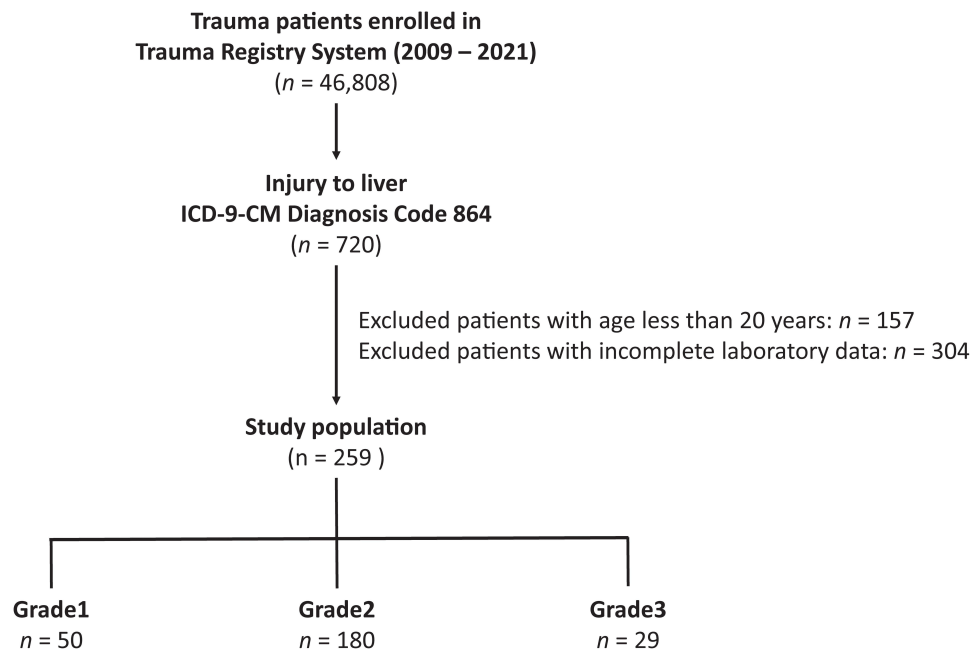 Trauma patients enrolled in
Trauma Registry System (2009 – 2021)
(n = 46,808)
Injury to liver
ICD-9-CM Diagnosis Code 864
(n = 720)
Excluded patients with age less than 20 years: n = 157
Excluded patients with incomplete laboratory data: n = 304
Study population
(n = 259 )
Grade1 Grade2 Grade3
n = 50 n = 180 n = 29